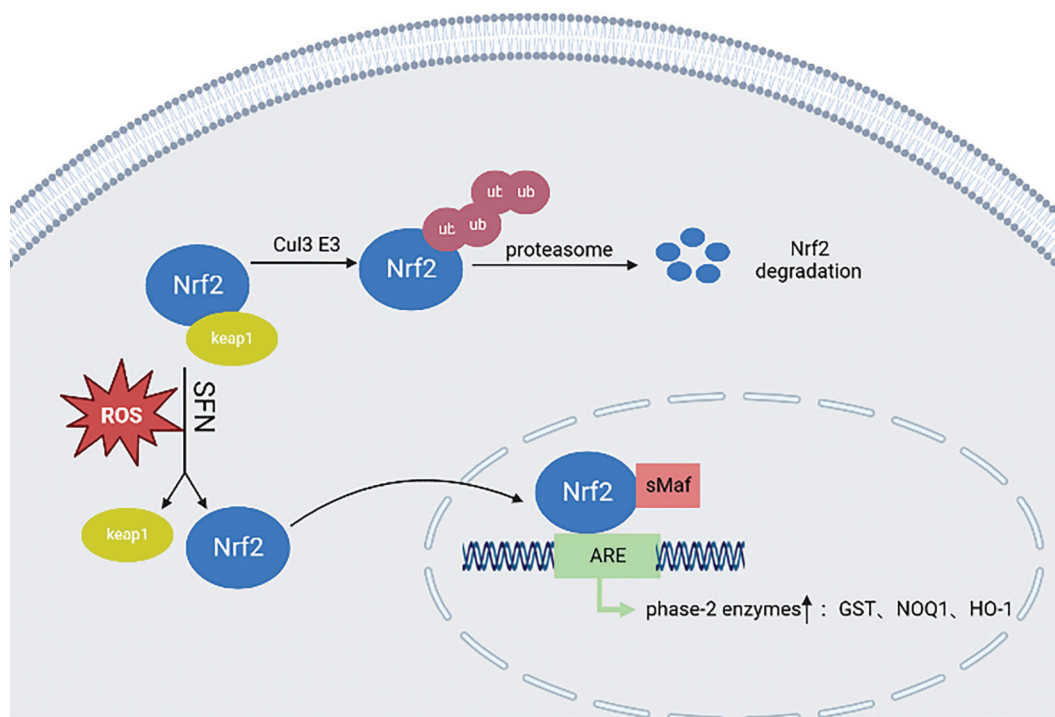 ub ub
ub ub
Cul3 E3
Nrf2
proteasome
Nrf2
degradation
Nrf2
keap1
ROS
SFN
keap1
Nrf2
Nrf2
sMaf
ARE
phase-2 enzymes↑ : GST、NOQ1、HO-1